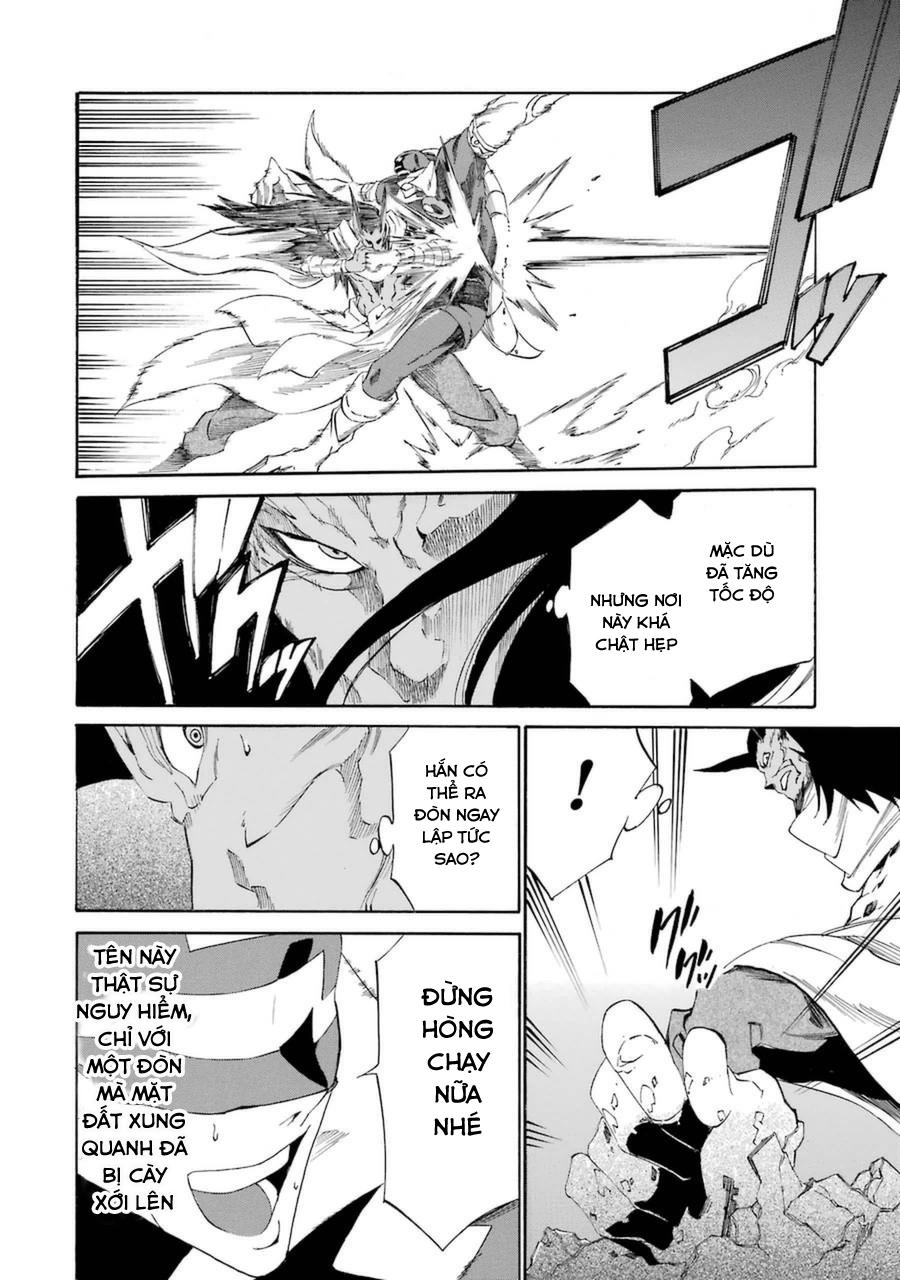 ゴッ
MẶC DÙ
ĐÃ TĂNG
TỐC ĐỘ
NHƯNG NƠI
NÀY KHÁ
CHẬT HẸP
!
HẮN CÓ
THỂ RA
ĐÒN NGAY
LẬP TỨC
SAO?
ĐỪNG
HÒNG
CHẠY
NỮA
NHÉ
TÊN NÀY
THẬT SỰ
NGUY HIỂM,
CHỈ VỚI
MỘT ĐÒN
MÀ MẶT
ĐẤT XUNG
QUANH ĐÃ
BỊ CÀY
XỚI LÊN